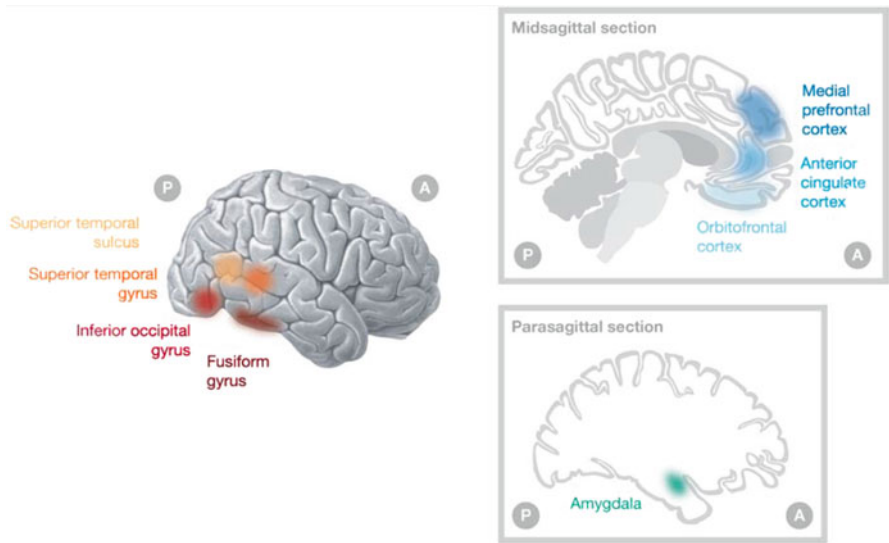 P
A
Superior temporal
sulcus
Superior temporal
gyrus
Inferior occipital
gyrus
Fusiform
gyrus
Midsagittal section
Medial
prefrontal
cortex
Anterior
cingulate
cortex
Orbitofrontal
cortex
P
A
Parasagittal section
Amygdala
P
A